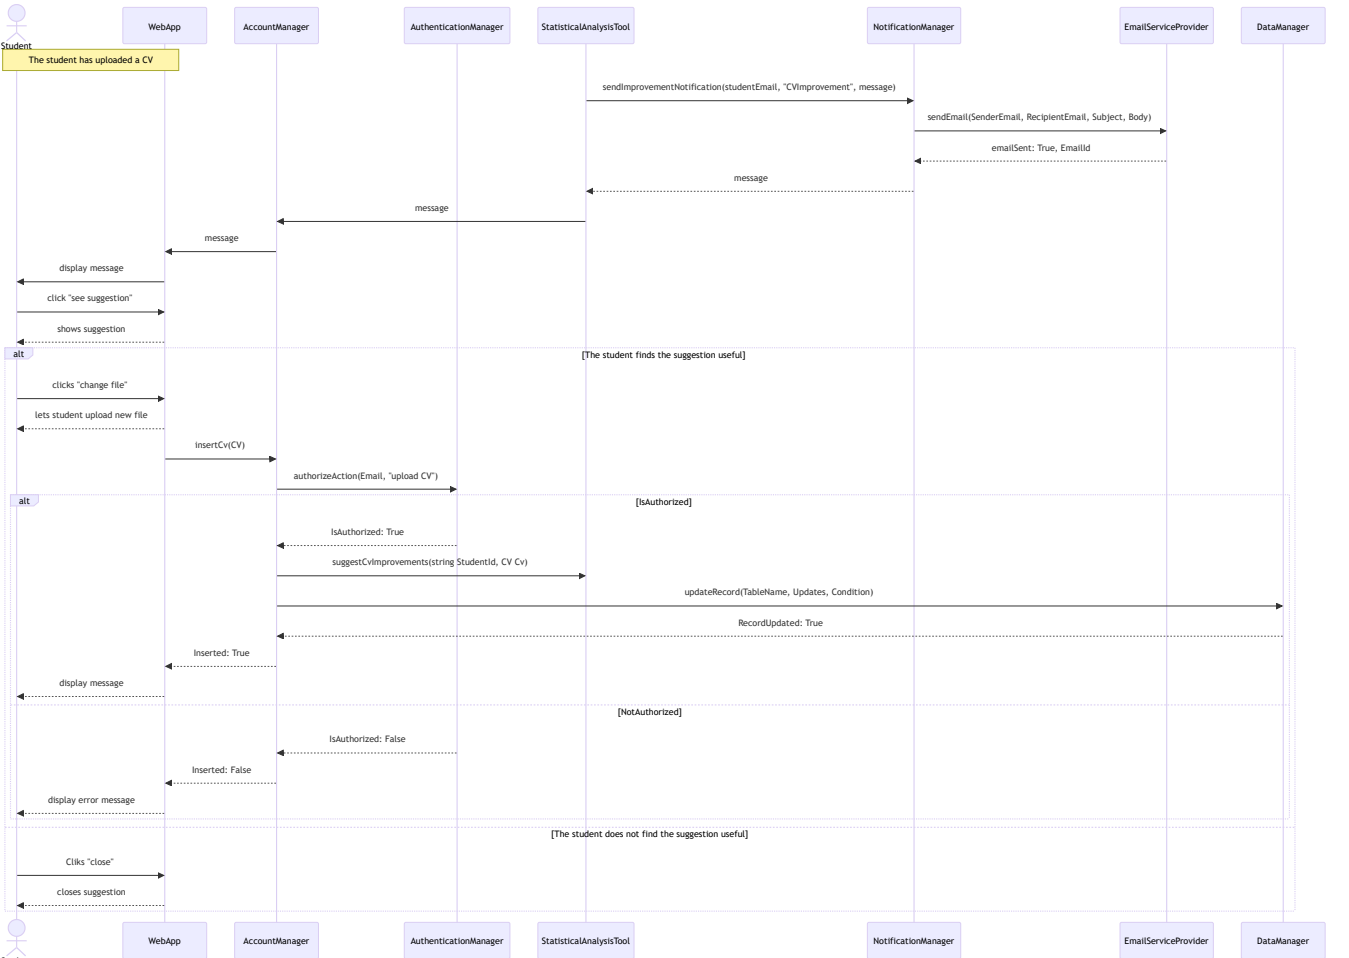 WebApp
AccountManager
AuthenticationManager
StatisticalAnalysisTool
NotificationManager
EmailServiceProvider
DataManager
Student
The student has uploaded a CV
sendImprovementNotification(studentEmail, "CVImprovement", message)
sendEmail(SenderEmail, RecipientEmail, Subject, Body)
emailSent: True, EmailId
message
message
message
display message
click "see suggestion"
shows suggestion
alt
[The student finds the suggestion useful]
clicks "change file"
lets student upload new file
insertCv(CV)
authorizeAction(Email, "upload CV")
alt
[IsAuthorized]
IsAuthorized: True
suggestCvImprovements(string StudentId, CV Cv)
updateRecord(TableName, Updates, Condition)
RecordUpdated: True
Inserted: True
display message
[NotAuthorized]
IsAuthorized: False
Inserted: False
display error message
[The student does not find the suggestion useful]
Cliks "close"
closes suggestion
WebApp
AccountManager
AuthenticationManager
StatisticalAnalysisTool
NotificationManager
EmailServiceProvider
DataManager